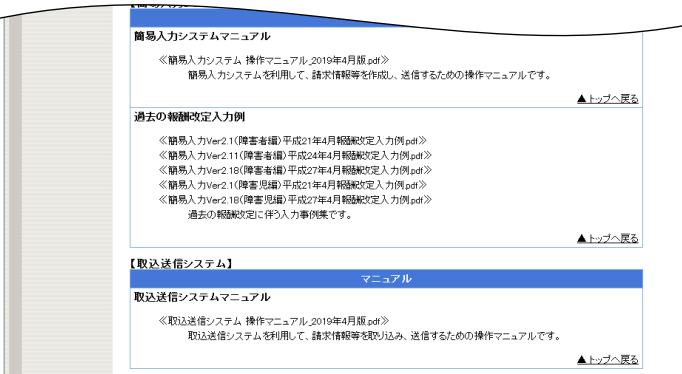 簡易入力システムマニュアル
≪簡易入力システム 操作マニュアル_2019年4月版.pdf≫
簡易入力システムを利用して、請求情報等を作成し、送信するための操作マニュアルです。
▲トップへ戻る
過去の報酬改定入力例
≪簡易入力Ver2.1(障害者編)平成21年4月報酬改定入力例.pdf≫
≪簡易入力Ver2.11(障害者編)平成24年4月報酬改定入力例.pdf≫
≪簡易入力Ver2.18(障害者編)平成27年4月報酬改定入力例.pdf≫
≪簡易入力Ver2.1(障害児編)平成21年4月報酬改定入力例.pdf≫
≪簡易入力Ver2.18(障害児編)平成27年4月報酬改定入力例.pdf≫
過去の報酬改定に伴う入力事例集です。
▲トップへ戻る
【取込送信システム】
マニュアル
取込送信システムマニュアル
≪取込送信システム 操作マニュアル_2019年4月版.pdf≫
取込送信システムを利用して、請求情報等を取り込み、送信するための操作マニュアルです。
▲トップへ戻る